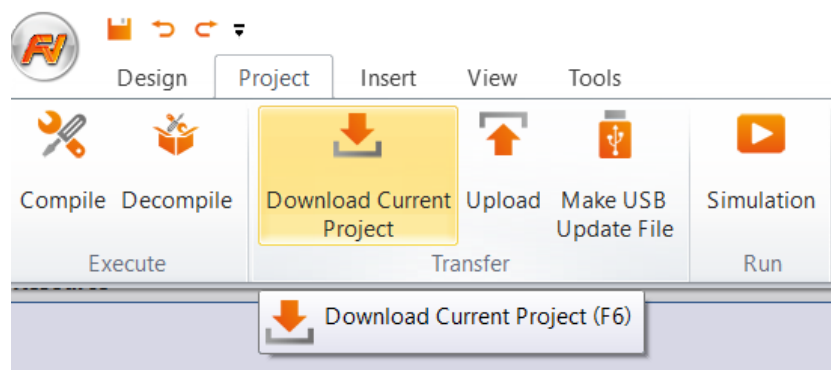 FV
Design Project Insert View Tools
Compile Decompile Download Current Project Upload Make USB Update File Simulation
Execute Transfer Run
Download Current Project (F6)